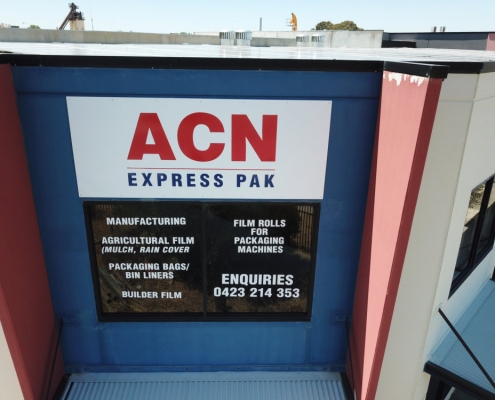 ACN
EXPRESS PAK
MANUFACTURING
AGRICULTURAL FILM
(MULCH, RAIN COVER
PACKAGING BAGS/
BIN LINERS
BUILDER FILM
FILM ROLLS
FOR
PACKAGING
MACHINES
ENQUIRIES
0423 214 353